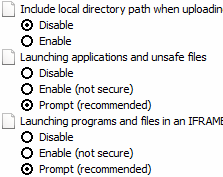 Include local directory path when uploadin
Disable
Enable
Launching applications and unsafe files
Disable
Enable (not secure)
Prompt (recommended)
Launching programs and files in an IFRAME
Disable
Enable (not secure)
Prompt (recommended)